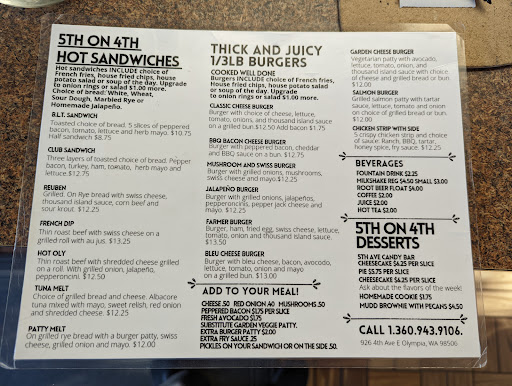 5TH ON 4TH
HOT SANDWICHES
Hot sandwiches INCLUDE choice of
French fries, house fried chips, house
potato salad or soup of the day. Upgrade
to onion rings or salad $1.00 more.
Choice of bread: White, Wheat,
Sour Dough, Marbled Rye or
Homemade Jalapeño.
B.L.T. SANDWICH
Toasted choice of bread. 5 slices of peppered
bacon, tomato, lettuce and herb mayo. $10.75
Half sandwich $8.75
CLUB SANDWICH
Three layers of toasted choice of bread. Pepper
bacon, turkey, ham, tomato, herb mayo and
lettuce.$12.75
REUBEN
Grilled. On Rye bread with swiss cheese,
thousand island sauce, corn beef and
sour krout. $12.25
FRENCH DIP
Thin roast beef with swiss cheese on a
grilled roll with au jus. $13.25
HOT OLY
Thin roast beef with shredded cheese grilled
on a roll. With grilled onion, jalapeño,
pepperoncini. $12.50
TUNA MELT
Choice of grilled bread and cheese. Albacore
tuna mixed with mayo, sweet relish, red onion
and shredded cheese. $12.25
PATTY MELT
On grilled rye bread with a burger patty, swiss
cheese, grilled onion and mayo. $12.00
THICK AND JUICY
1/3LB BURGERS
COOKED WELL DONE
Burgers INCLUDE choice of French fries,
house fried chips, house potato salad
or soup of the day. Upgrade
to onion rings or salad $1.00 more.
CLASSIC CHEESE BURGER
Burger with choice of cheese, lettuce,
tomato, onions, and thousand island sauce
on a grilled bun.$12.50 Add bacon $1.75
BBQ BACON CHEESE BURGER
Burger with peppered bacon, cheddar
and BBQ sauce on a bun. $12.75
MUSHROOM AND SWISS BURGER
Burger with grilled onions, mushrooms,
swiss cheese and mayo.$12.25
JALAPEÑO BURGER
Burger with grilled onions, jalapeños,
pepperoncinis, pepper jack cheese and
mayo. $12.25
FARMER BURGER
Burger, ham, fried egg, swiss cheese, lettuce,
tomato, onion and thousand island sauce.
$13.50
BLEU CHEESE BURGER
Burger with bleu cheese, bacon, avocado,
lettuce, tomato, onion and mayo
on a grilled bun. $13.00
ADD TO YOUR MEAL!
CHEESE .50 RED ONION .40 MUSHROOMS .50
PEPPERED BACON $1.75 PER SLICE
FRESH AVOCADO $1.75
SUBSTITUTE GARDEN VEGGIE PATTY.
EXTRA BURGER PATTY $2.00
EXTRA FRY SAUCE .25
PICKLES ON YOUR SANDWICH OR ON THE SIDE .50.
GARDEN CHEESE BURGER
Vegetarian patty with avocado,
lettuce, tomato, onion, and
thousand island sauce with choice
of cheese and grilled bread or bun.
$12.00
SALMON BURGER
Grilled salmon patty with tartar
sauce, lettuce, tomato and onion
on choice of grilled bread or bun.
$12.00
CHICKEN STRIP WITH SIDE
5 crispy chicken strip and choice
of sauce. Ranch, BBQ, tartar,
honey spice, fry sauce. $12.25
BEVERAGES
FOUNTAIN DRINK $2.25
MILKSHAKE REG $4.50 SMALL $3.00
ROOT BEER FLOAT $4.00
COFFEE $2.00
JUICE $2.00
HOT TEA $2.00
5TH ON 4TH
DESSERTS
5TH AVE CANDY BAR
CHEESECAKE $4.25 PER SLICE
PIE $5.75 PER SLICE
CHEESECAKE $4.25 PER SLICE
Ask about the flavors of the week!
HOMEMADE COOKIE $1.75
MUDD BROWNIE WITH PECANS $4.50
CALL 1.360.943.9106.
926 4th Ave E Olympia, WA 98506